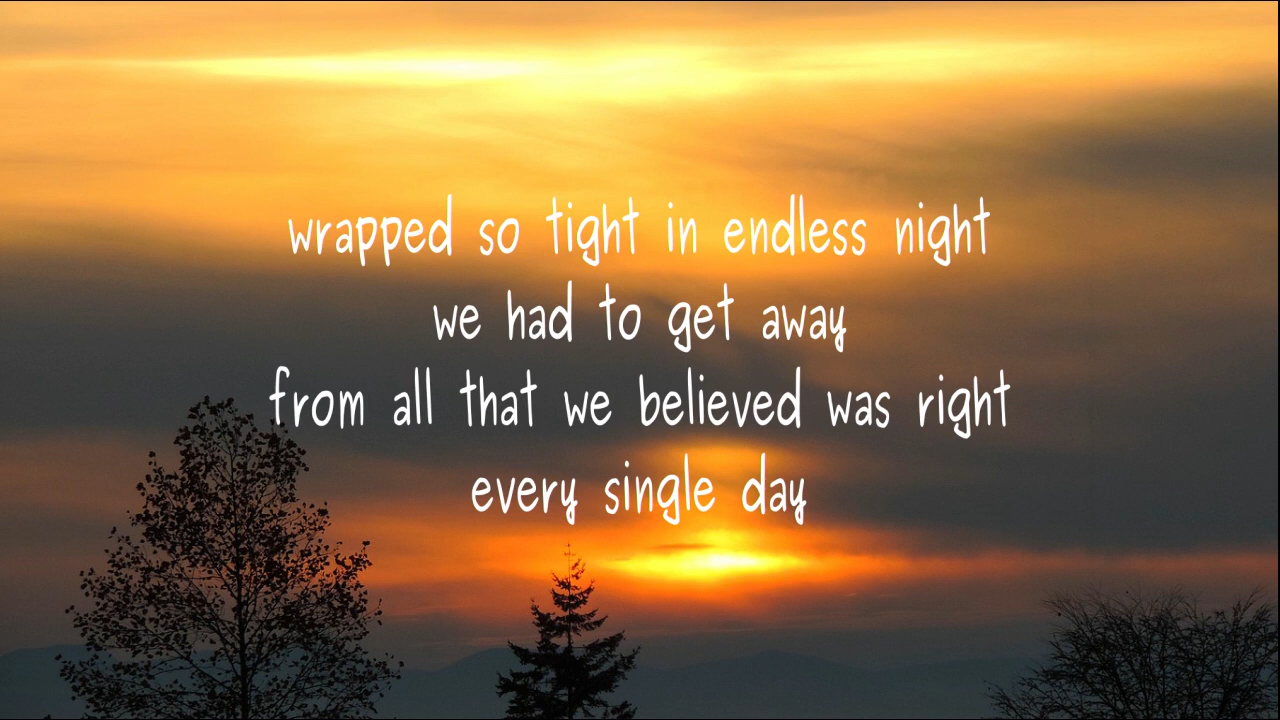 wrapped so tight in endless night
we had to get away
from all that we believed was right
every single day